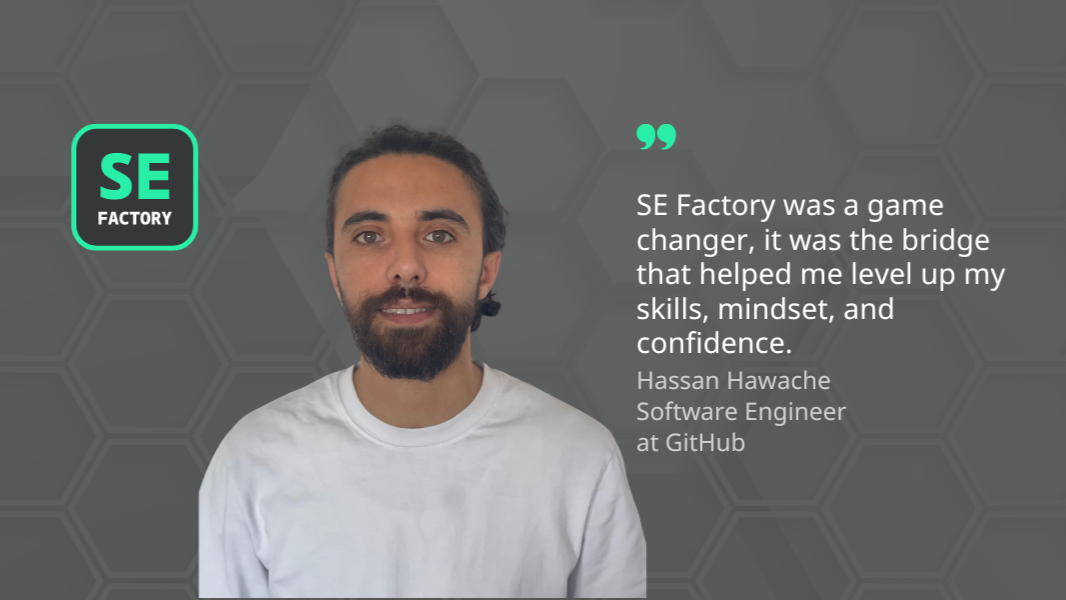 SE
FACTORY
”
SE Factory was a game
changer, it was the bridge
that helped me level up my
skills, mindset, and
confidence.
Hassan Hawache
Software Engineer
at GitHub